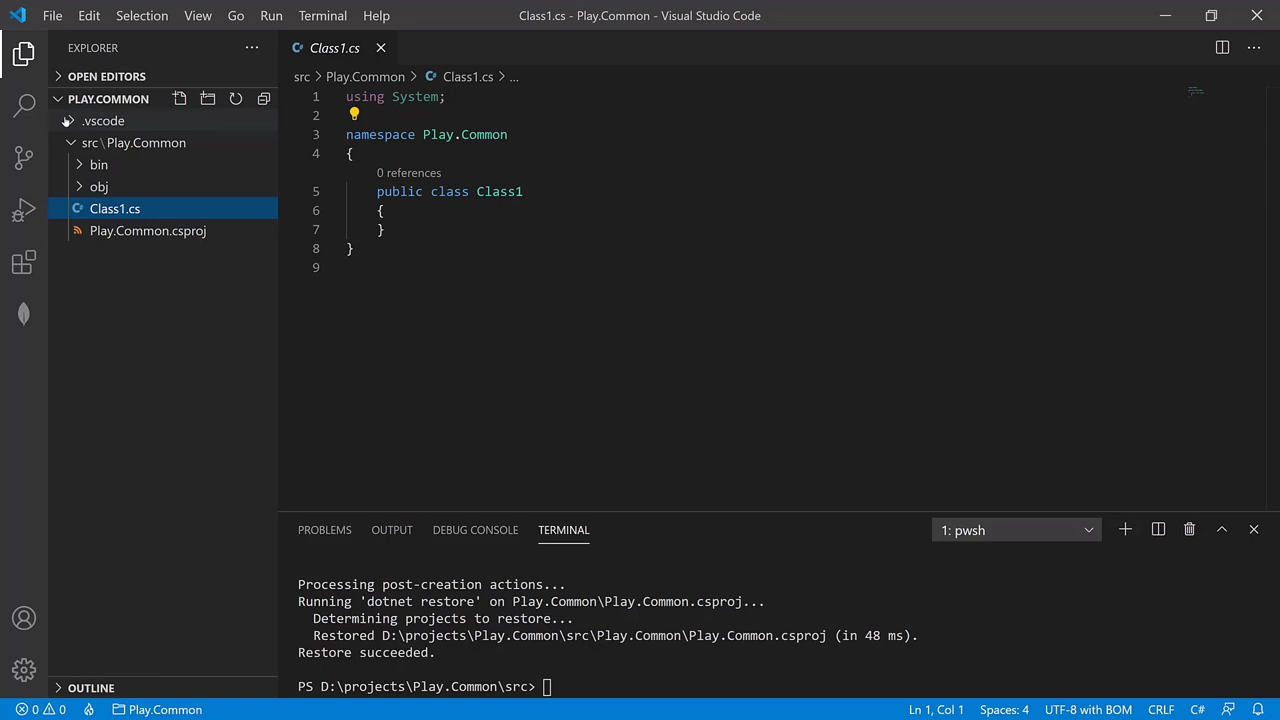 File Edit Selection View Go Run Terminal Help
Class1.cs - Play.Common - Visual Studio Code
EXPLORER
OPEN EDITORS
PLAY.COMMON
.vscode
src\Play.Common
bin
obj
Class1.cs
Play.Common.csproj
OUTLINE
Class1.cs
src > Play.Common > Class1.cs > ...
1 using System;
2
3 namespace Play.Common
4 {
0 references
5 public class Class1
6 {
7 }
8 }
9
PROBLEMS OUTPUT DEBUG CONSOLE TERMINAL
1: pwsh
Processing post-creation actions...
Running 'dotnet restore' on Play.Common\Play.Common.csproj...
Determining projects to restore...
Restored D:\projects\Play.Common\src\Play.Common\Play.Common.csproj (in 48 ms).
Restore succeeded.
PS D:\projects\Play.Common\src>
0 0 Play.Common
Ln 1, Col 1 Spaces: 4 UTF-8 with BOM CRLF C#